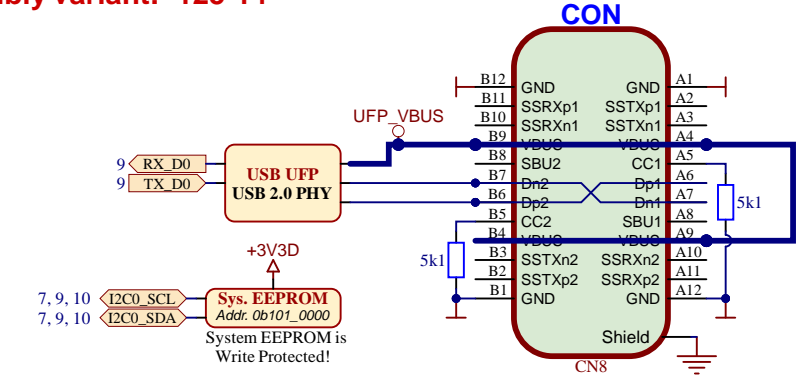 CON
B12 GND GND A1
B11 SSRXp1 SSTXp1 A2
B10 SSRXn1 SSTXn1 A3
UFP_VBUS
B9 VBUS VBUS A4
9 RX_D0
B8 SBU2 CC1 A5
USB UFP
9 TX_D0
USB 2.0 PHY
B7 Dn2 Dp1 A6
B6 Dp2 Dn1 A7
5k1
B5 CC2 SBU1 A8
B4 VBUS VBUS A9
+3V3D
5k1
B3 SSTXn2 SSRXn2 A10
B2 SSTXp2 SSRXp2 A11
B1 GND GND A12
7, 9, 10 I2C0_SCL
Sys. EEPROM
7, 9, 10 I2C0_SDA
Addr. 0b101_0000
System EEPROM is
Write Protected!
Shield
CN8